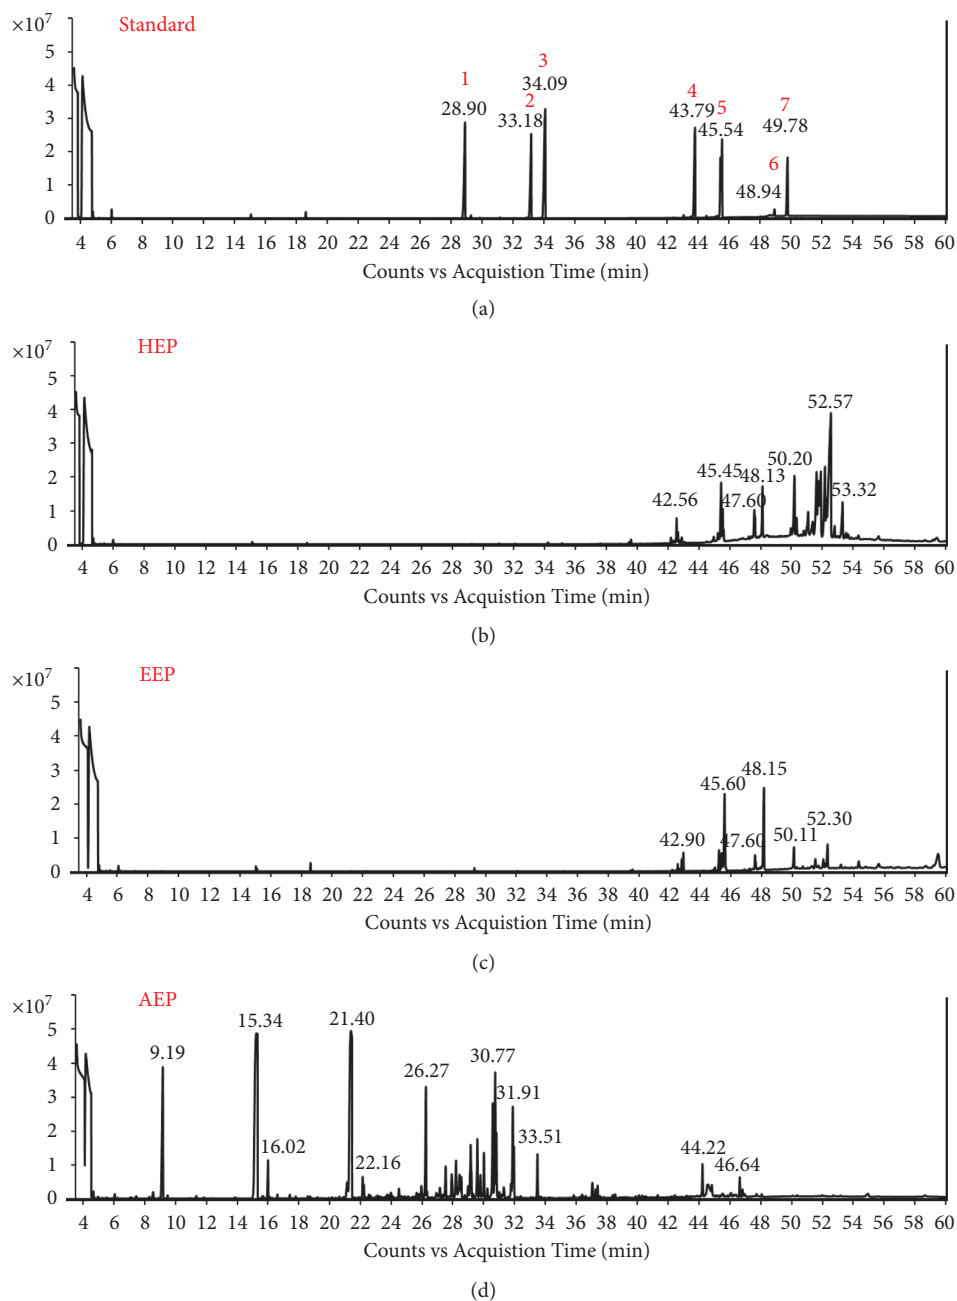 ×10⁷ Standard
5
4
3
2
1
0
1 2 3 4 5 6 7
28.90 33.18 34.09 43.79 45.54 48.94 49.78
4 6 8 10 12 14 16 18 20 22 24 26 28 30 32 34 36 38 40 42 44 46 48 50 52 54 56 58 60
Counts vs Acquistion Time (min)
(a)
×10⁷ HEP
5
4
3
2
1
0
42.56 45.45 47.60 48.13 50.20 52.57 53.32
4 6 8 10 12 14 16 18 20 22 24 26 28 30 32 34 36 38 40 42 44 46 48 50 52 54 56 58 60
Counts vs Acquistion Time (min)
(b)
×10⁷ EEP
5
4
3
2
1
0
42.90 45.60 47.60 48.15 50.11 52.30
4 6 8 10 12 14 16 18 20 22 24 26 28 30 32 34 36 38 40 42 44 46 48 50 52 54 56 58 60
Counts vs Acquistion Time (min)
(c)
×10⁷ AEP
5
4
3
2
1
0
9.19 15.34 16.02 21.40 22.16 26.27 30.77 31.91 33.51 44.22 46.64
4 6 8 10 12 14 16 18 20 22 24 26 28 30 32 34 36 38 40 42 44 46 48 50 52 54 56 58 60
Counts vs Acquistion Time (min)
(d)